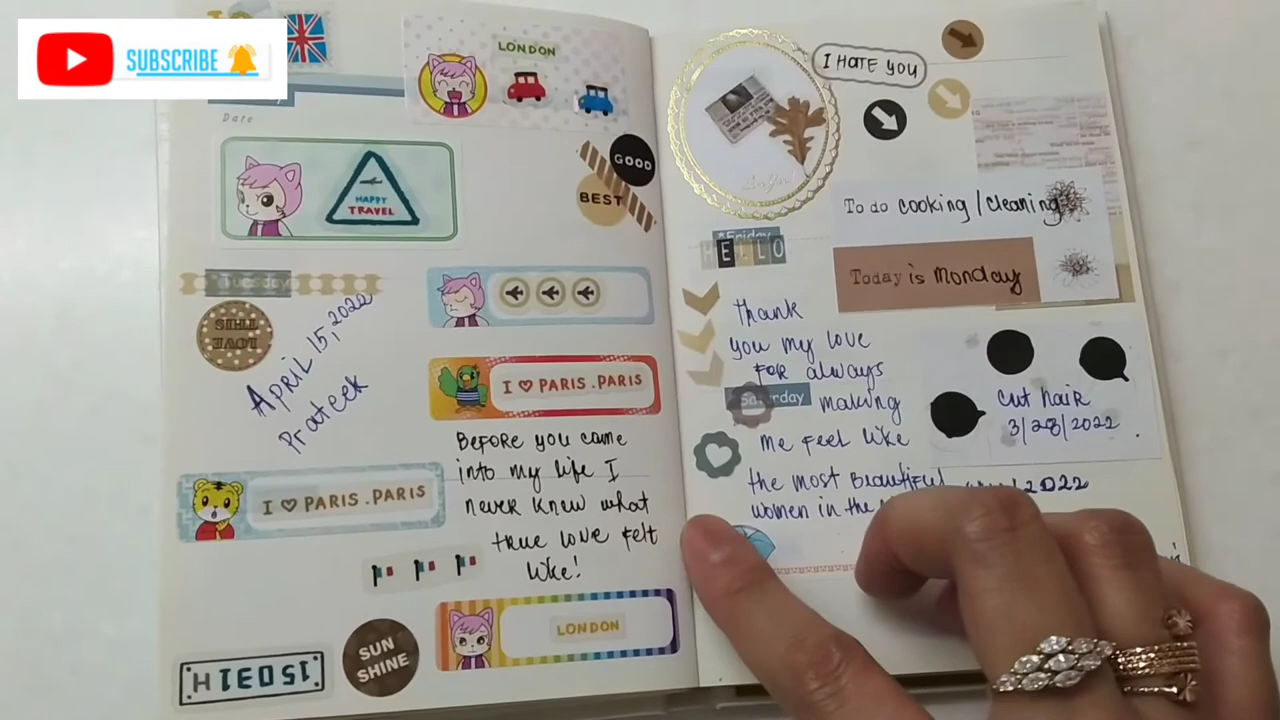 SUBSCRIBE
LONDON
Date
HAPPY
TRAVEL
GOOD
BEST
Tuesday
LOVE
THIS
April 15, 2022
Prateek
I ♡ PARIS.PARIS
I ♡ PARIS.PARIS
Before you came
into my life I
never knew what
true love felt
like!
LONDON
SUN
SHINE
H1EDE51
I HATE YOU
To do cooking/cleaning
Today is Monday
*Friday
HELLO
thank
you my love
for always
Saturday
making
me feel like
the most Beautiful
women in the
cut hair
3/28/2022
2022